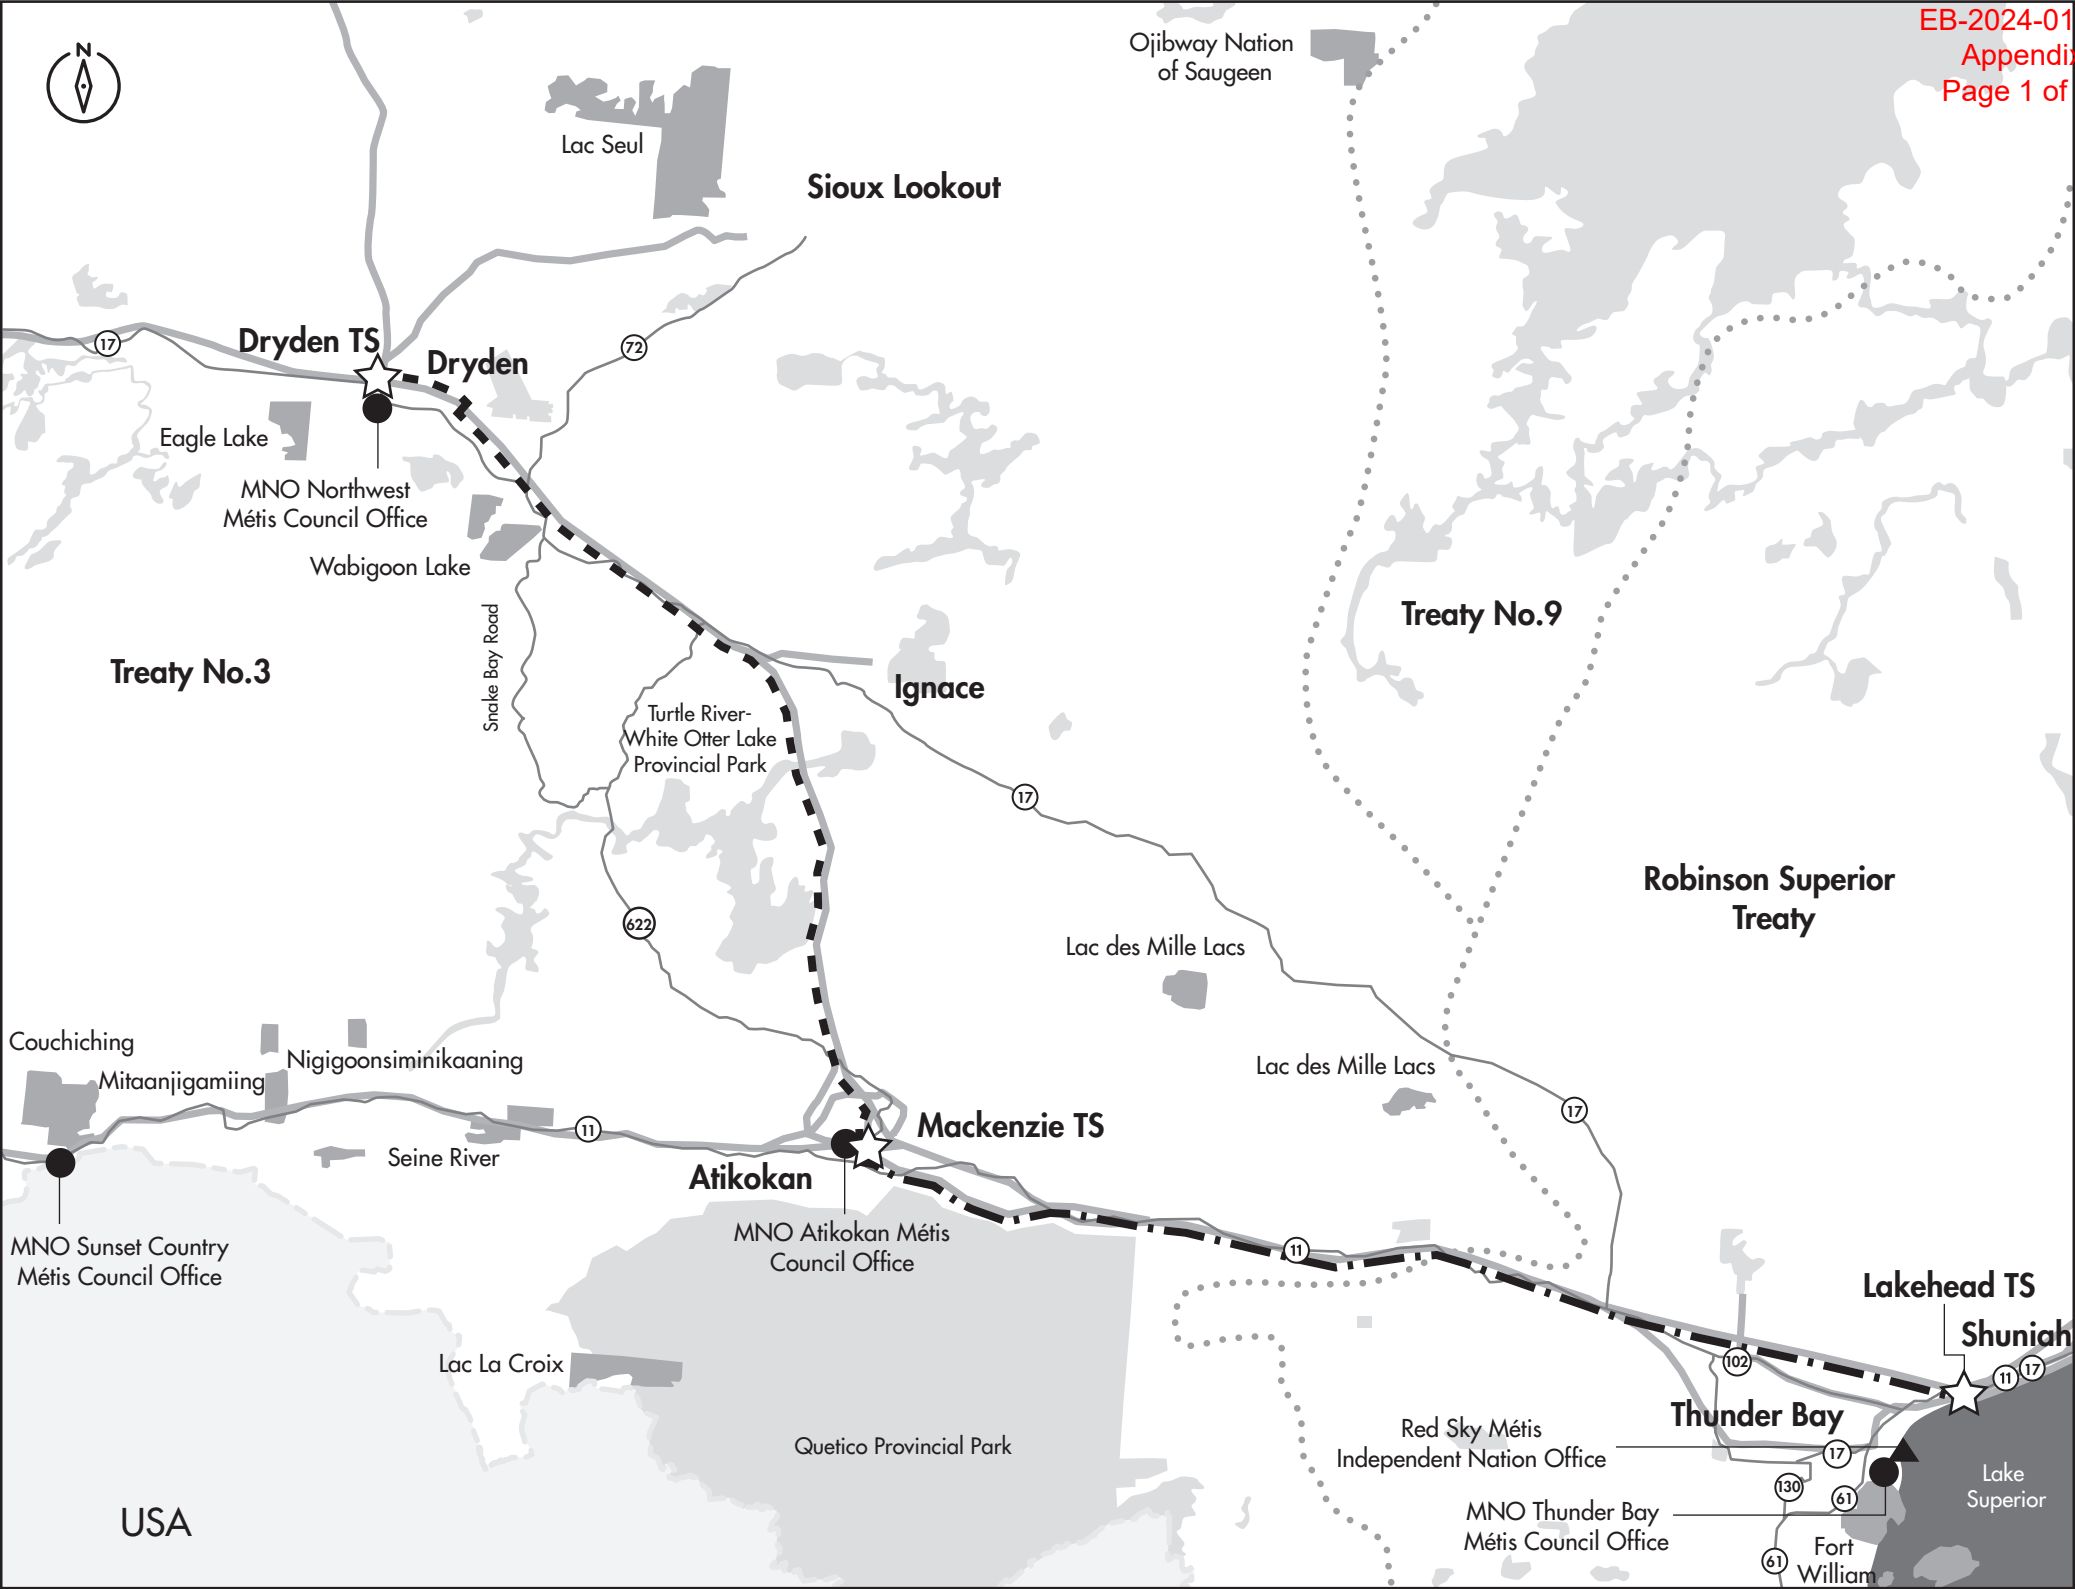 EB-2024-01
Appendix
Page 1 of
N
Ojibway Nation
of Saugeen
Lac Seul
Sioux Lookout
17
Dryden TS
Dryden
72
Eagle Lake
MNO Northwest
Métis Council Office
Wabigoon Lake
Snake Bay Road
Treaty No.9
Treaty No.3
Ignace
Turtle River-
White Otter Lake
Provincial Park
17
Robinson Superior
Treaty
622
Lac des Mille Lacs
Couchiching
Nigigoonsiminikaaning
Mitaanjigamiing
Lac des Mille Lacs
17
11
Mackenzie TS
Seine River
Atikokan
MNO Atikokan Métis
Council Office
MNO Sunset Country
Métis Council Office
11
Lakehead TS
Shuniah
102
11
17
Lac La Croix
Thunder Bay
Red Sky Métis
Independent Nation Office
17
Quetico Provincial Park
130
61
Lake
Superior
MNO Thunder Bay
Métis Council Office
USA
61
Fort
William